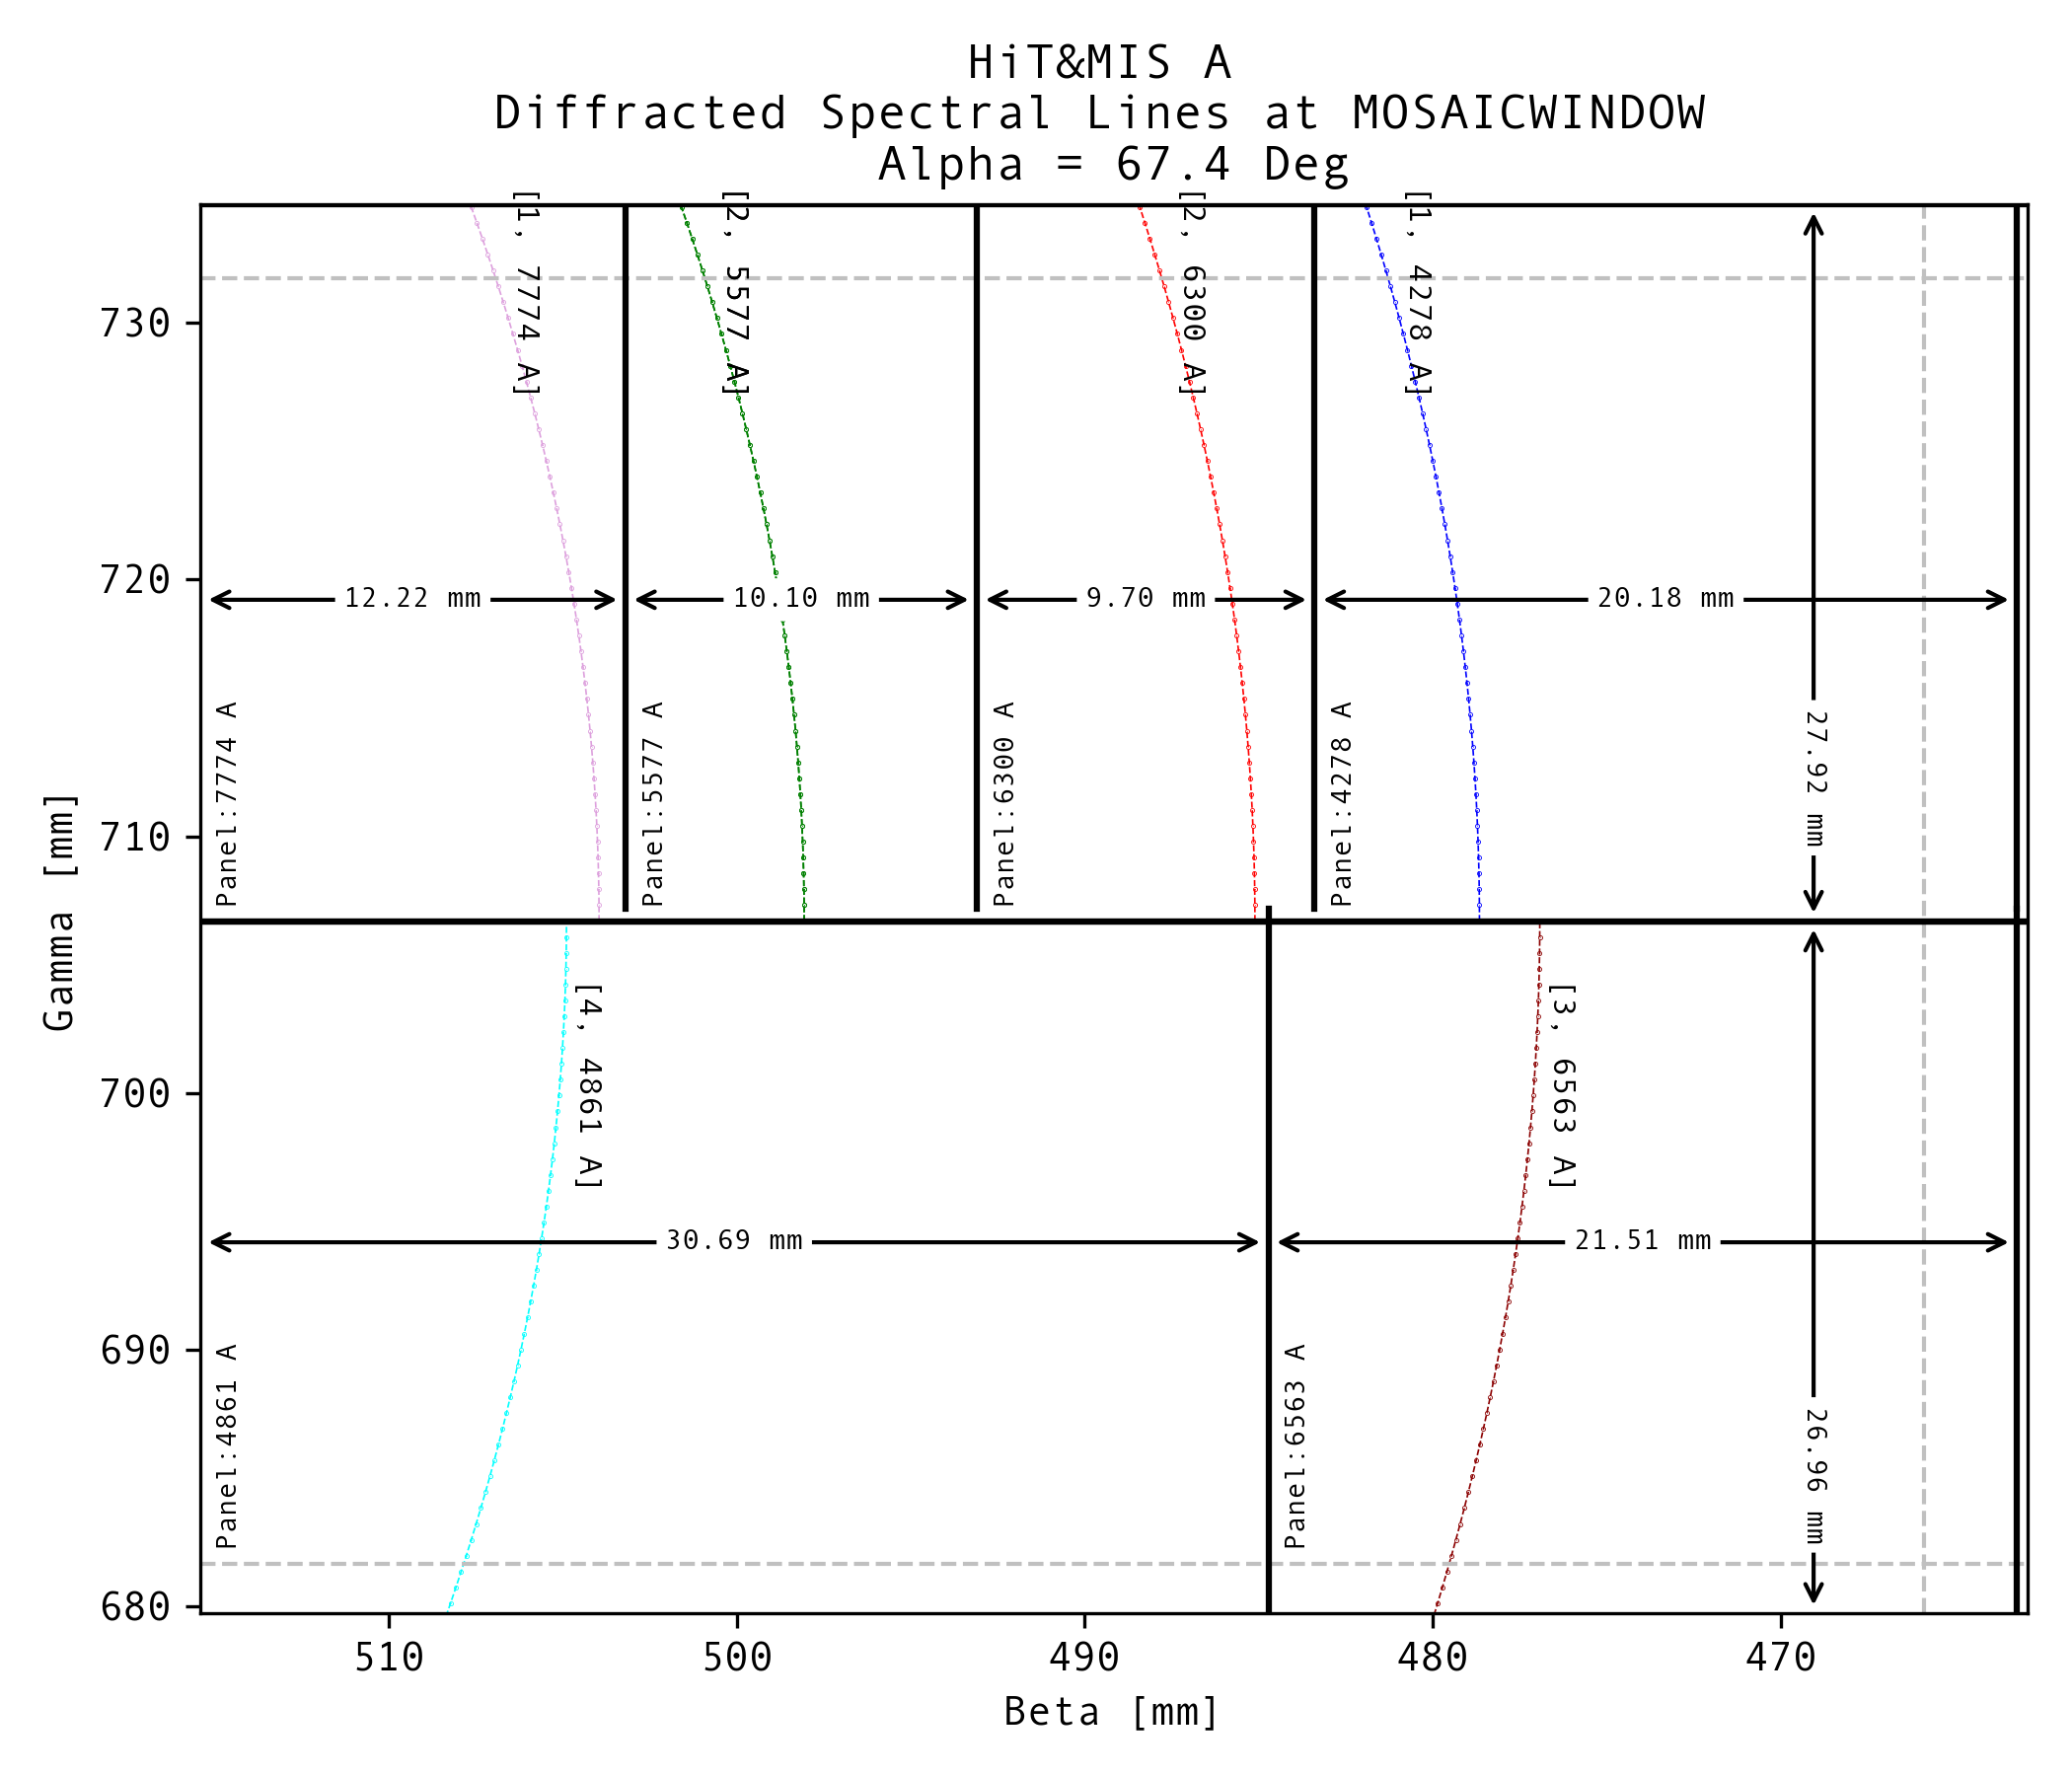 HiT&MIS A
Diffracted Spectral Lines at MOSAICWINDOW
Alpha = 67.4 Deg
[1, 7774 A]
[2, 5577 A]
[2, 6300 A]
[1, 4278 A]
730
720
710
700
690
680
Gamma [mm]
12.22 mm
10.10 mm
9.70 mm
20.18 mm
27.92 mm
Panel:7774 A
Panel:5577 A
Panel:6300 A
Panel:4278 A
[4, 4861 A]
[3, 6563 A]
30.69 mm
21.51 mm
26.96 mm
Panel:4861 A
Panel:6563 A
510
500
490
480
470
Beta [mm]